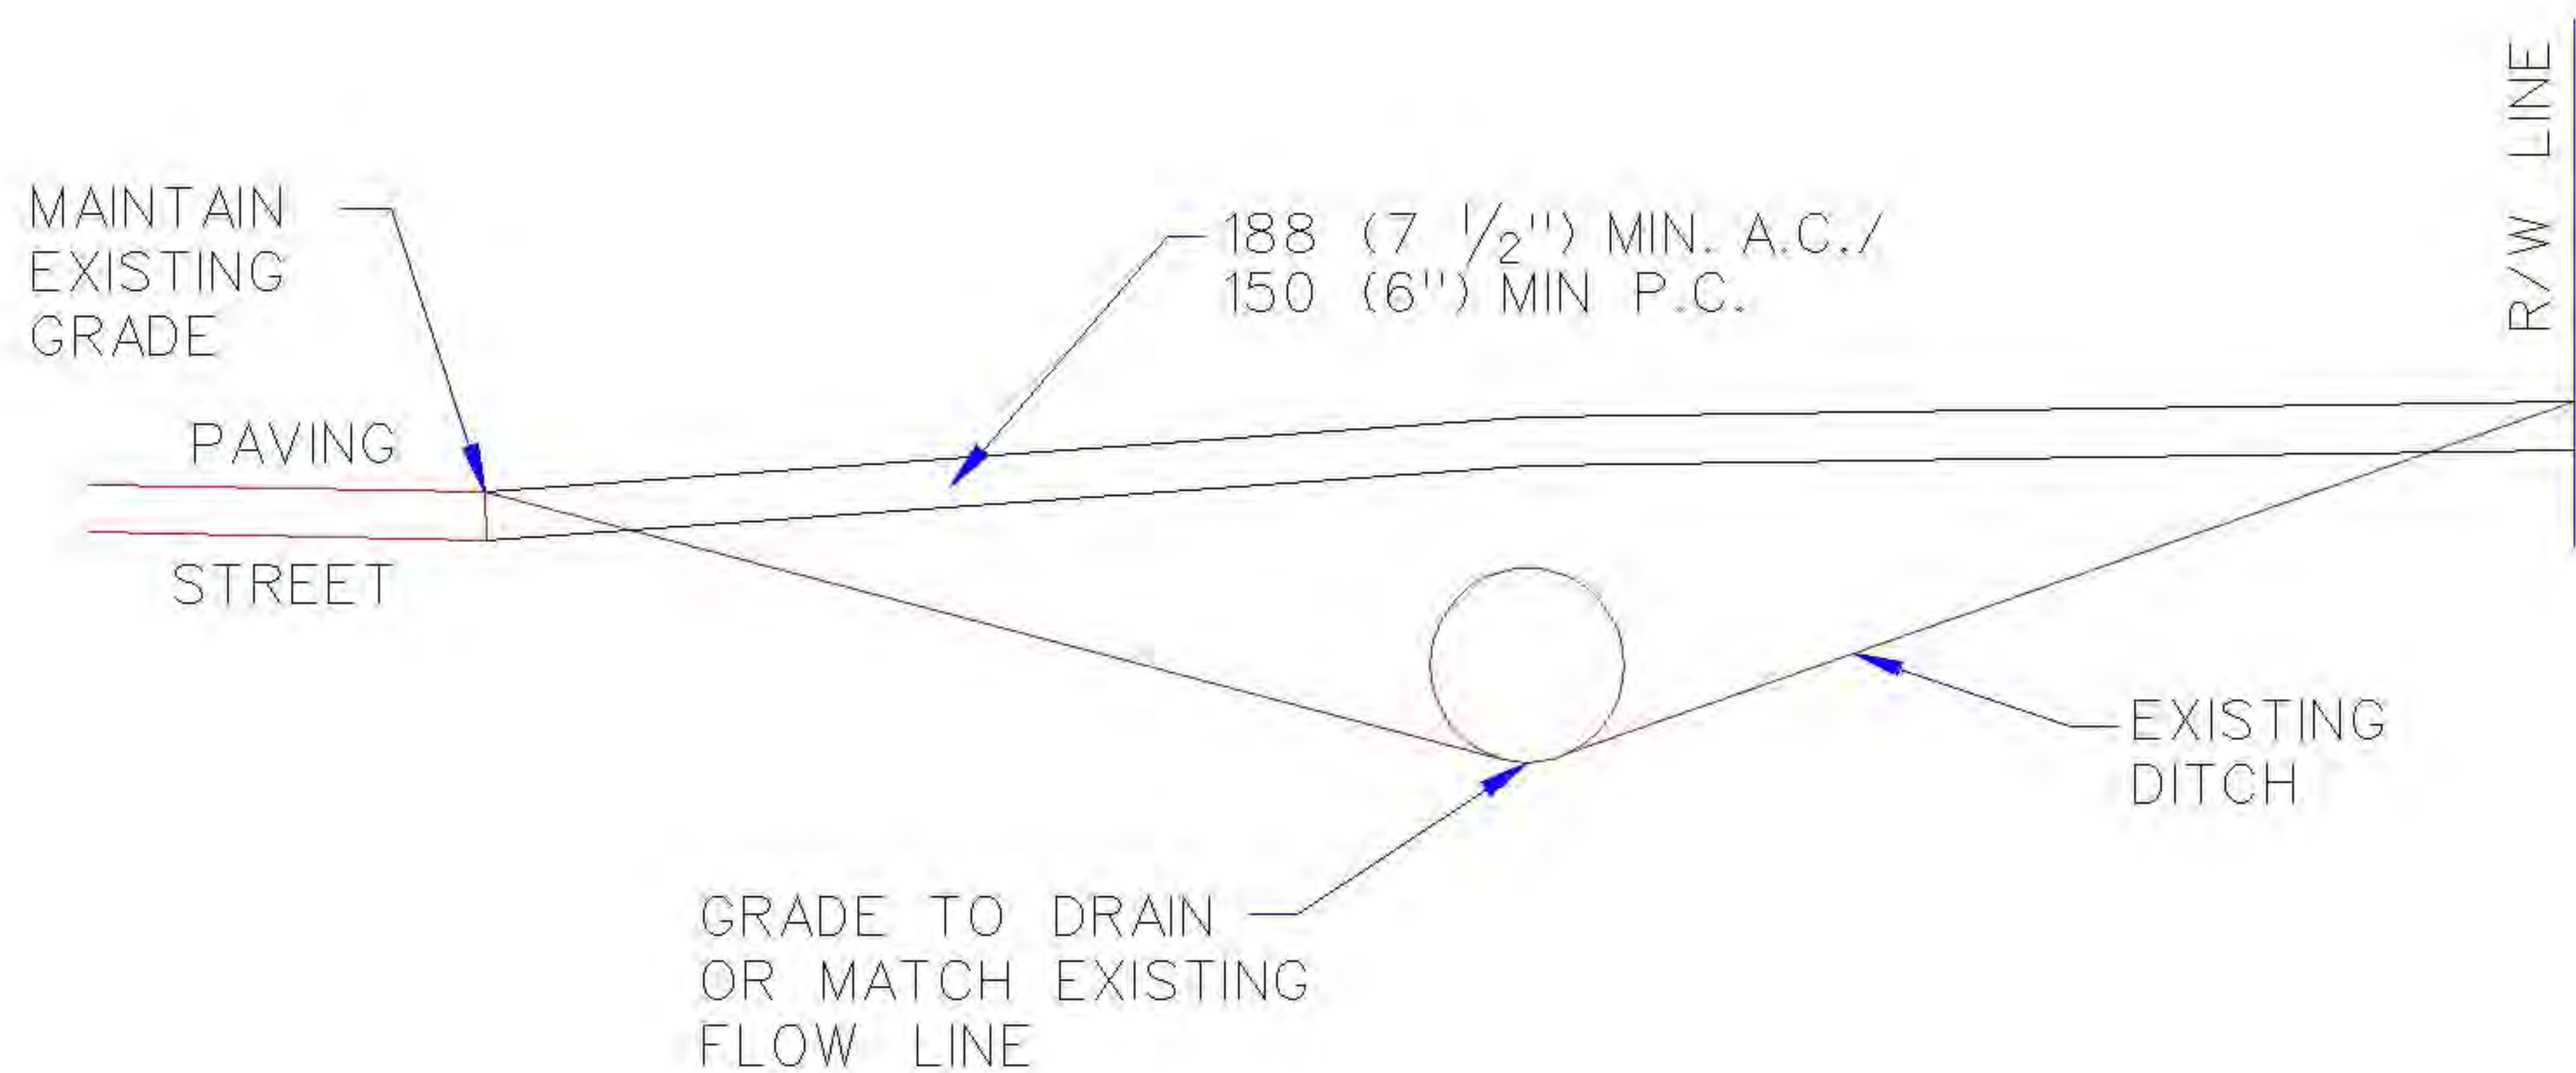 R/W LINE
MAINTAIN
EXISTING
GRADE
188 (7 1/2") MIN. A.C./
150 (6") MIN P.C.
PAVING
STREET
EXISTING
DITCH
GRADE TO DRAIN
OR MATCH EXISTING
FLOW LINE